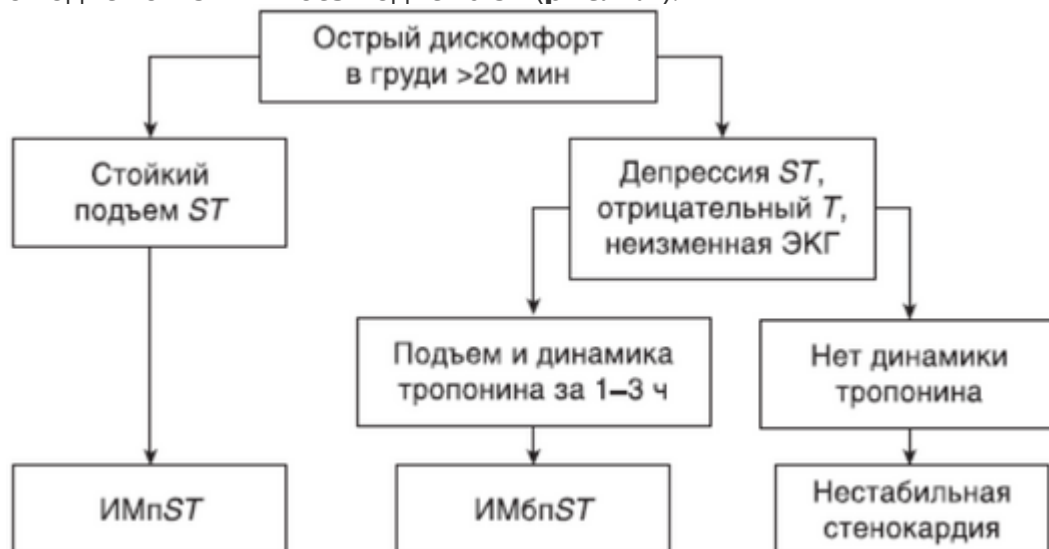 Острый дискомфорт
в груди >20 мин
Стойкий
подъем ST
Депрессия ST,
отрицательный T,
неизменная ЭКГ
Подъем и динамика
тропонина за 1–3 ч
Нет динамики
тропонина
ИМпST
ИМбпST
Нестабильная
стенокардия